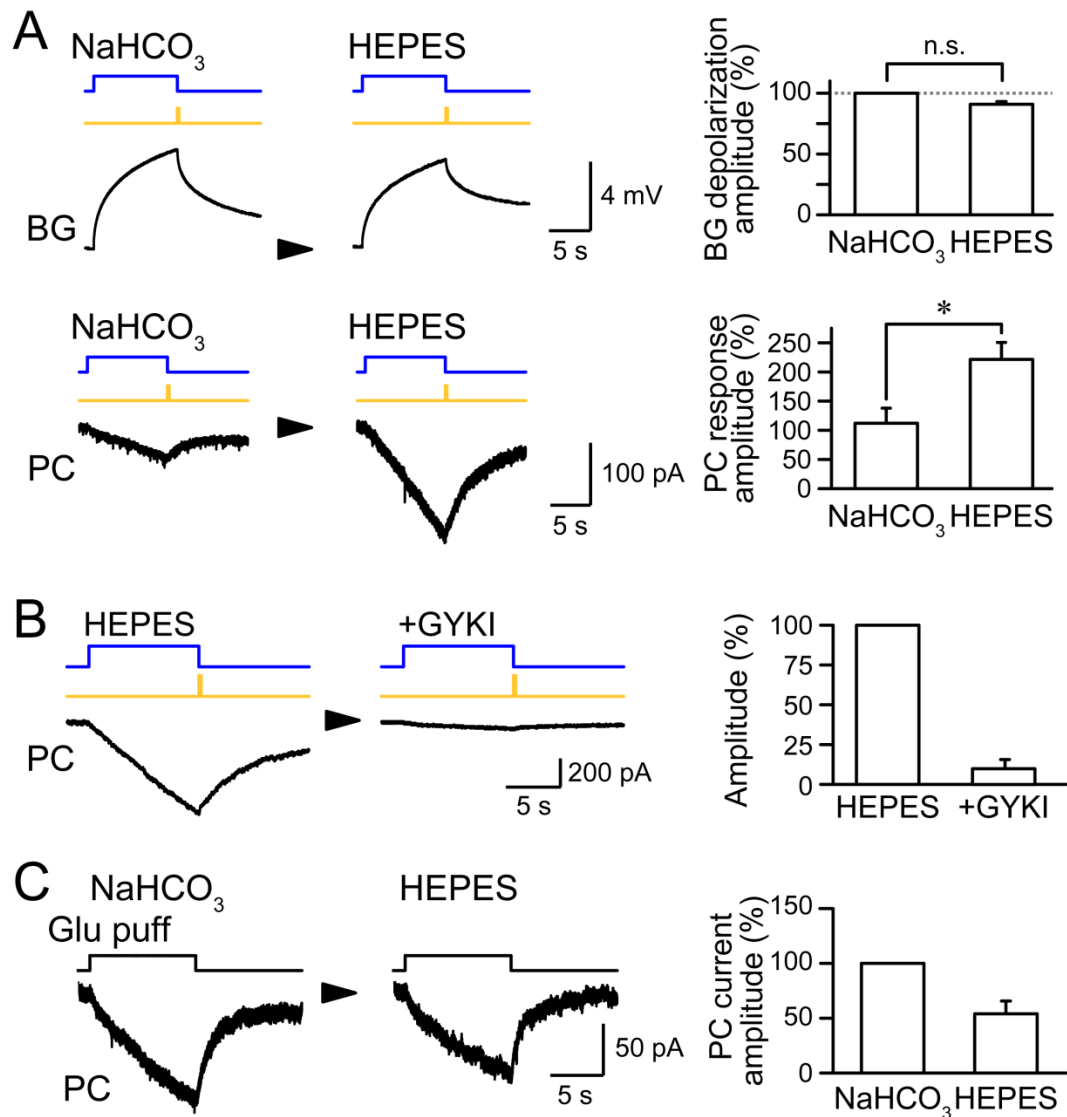 A
NaHCO₃
HEPES
BG
4 mV
5 s
n.s.
BG depolarization
amplitude (%)
100
50
0
NaHCO₃ HEPES
NaHCO₃
HEPES
PC
100 pA
5 s
*
PC response
amplitude (%)
250
200
150
100
50
0
NaHCO₃ HEPES
B
HEPES
+GYKI
PC
200 pA
5 s
Amplitude (%)
100
75
50
25
0
HEPES +GYKI
C
NaHCO₃
HEPES
Glu puff
PC
50 pA
5 s
PC current
amplitude (%)
150
100
50
0
NaHCO₃ HEPES